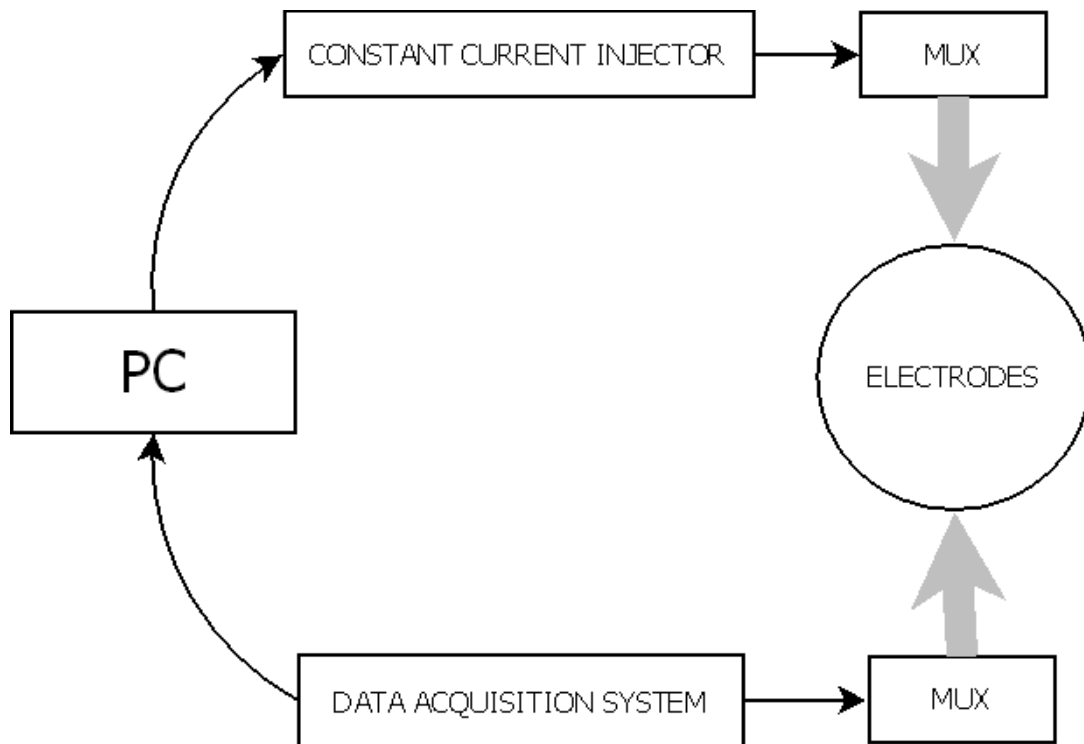 CONSTANT CURRENT INJECTOR
MUX
PC
ELECTRODES
DATA ACQUISITION SYSTEM
MUX